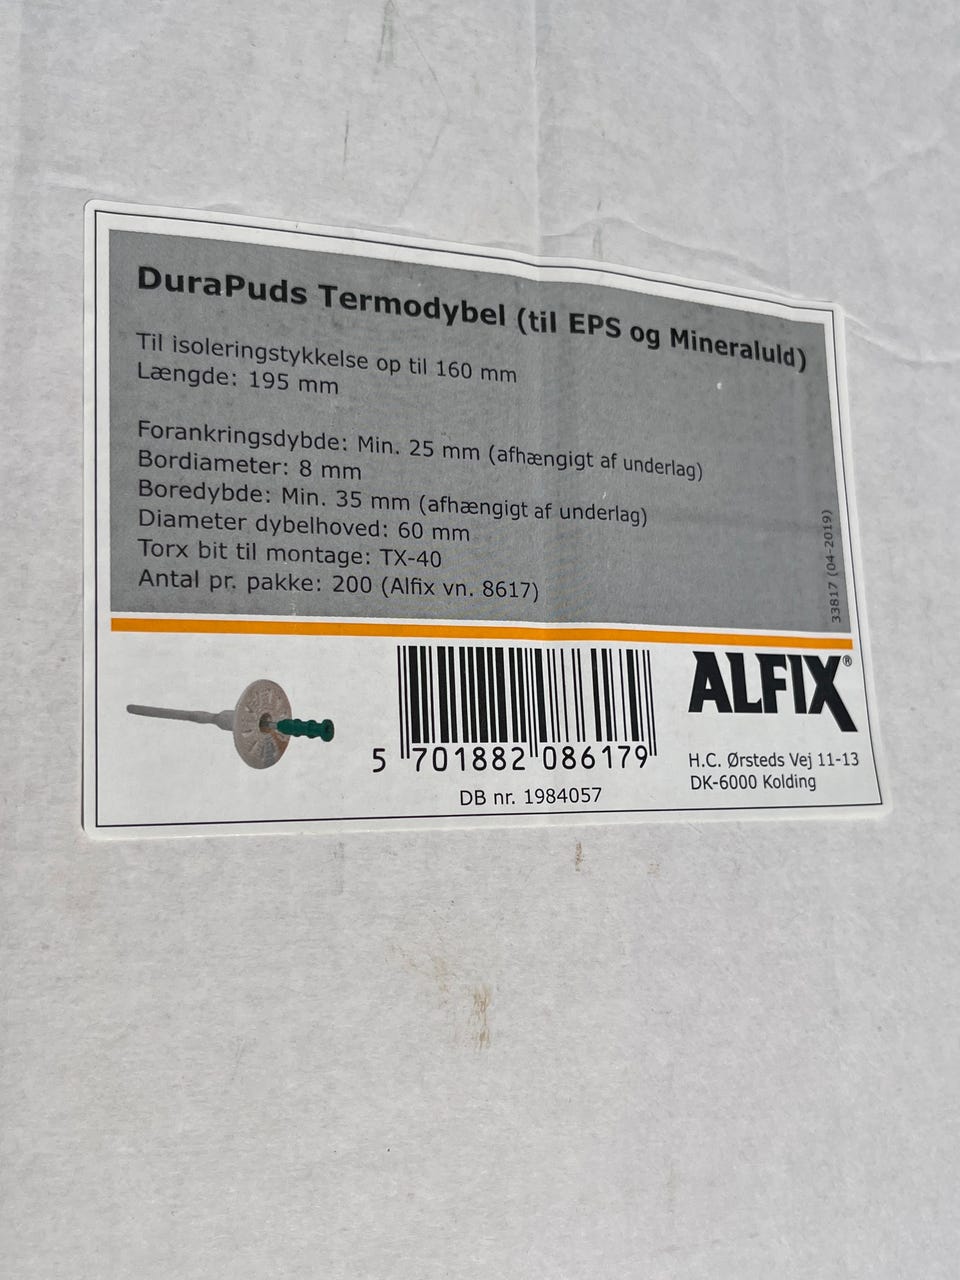 DuraPuds Termodybel (til EPS og Mineraluld)
Til isoleringstykkelse op til 160 mm
Længde: 195 mm
Forankringsdybde: Min. 25 mm (afhængigt af underlag)
Bordiameter: 8 mm
Boredybde: Min. 35 mm (afhængigt af underlag)
Diameter dybelhoved: 60 mm
Torx bit til montage: TX-40
Antal pr. pakke: 200 (Alfix vn. 8617)
33817 (04-2019)
5 701882 086179
DB nr. 1984057
ALFIX®
H.C. Ørsteds Vej 11-13
DK-6000 Kolding